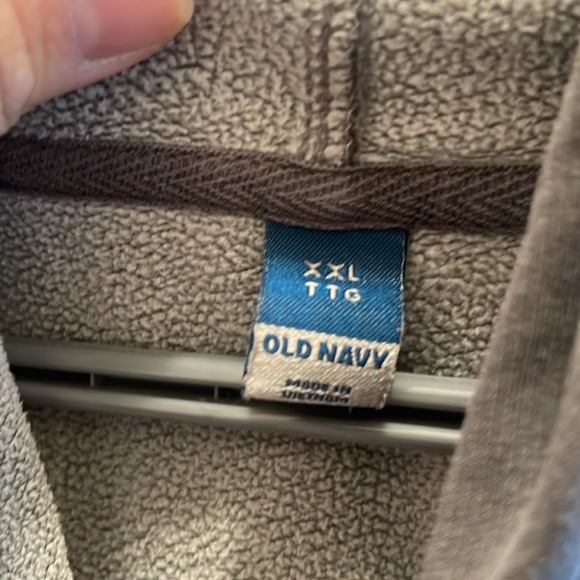 XXL
TTG
OLD NAVY
MADE IN
VIETNAM